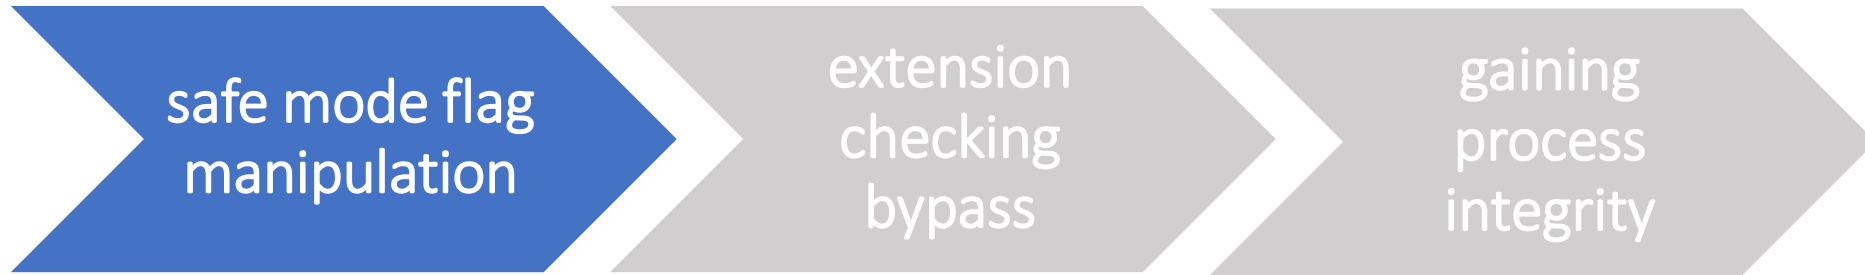 safe mode flag
manipulation
extension
checking
bypass
gaining
process
integrity